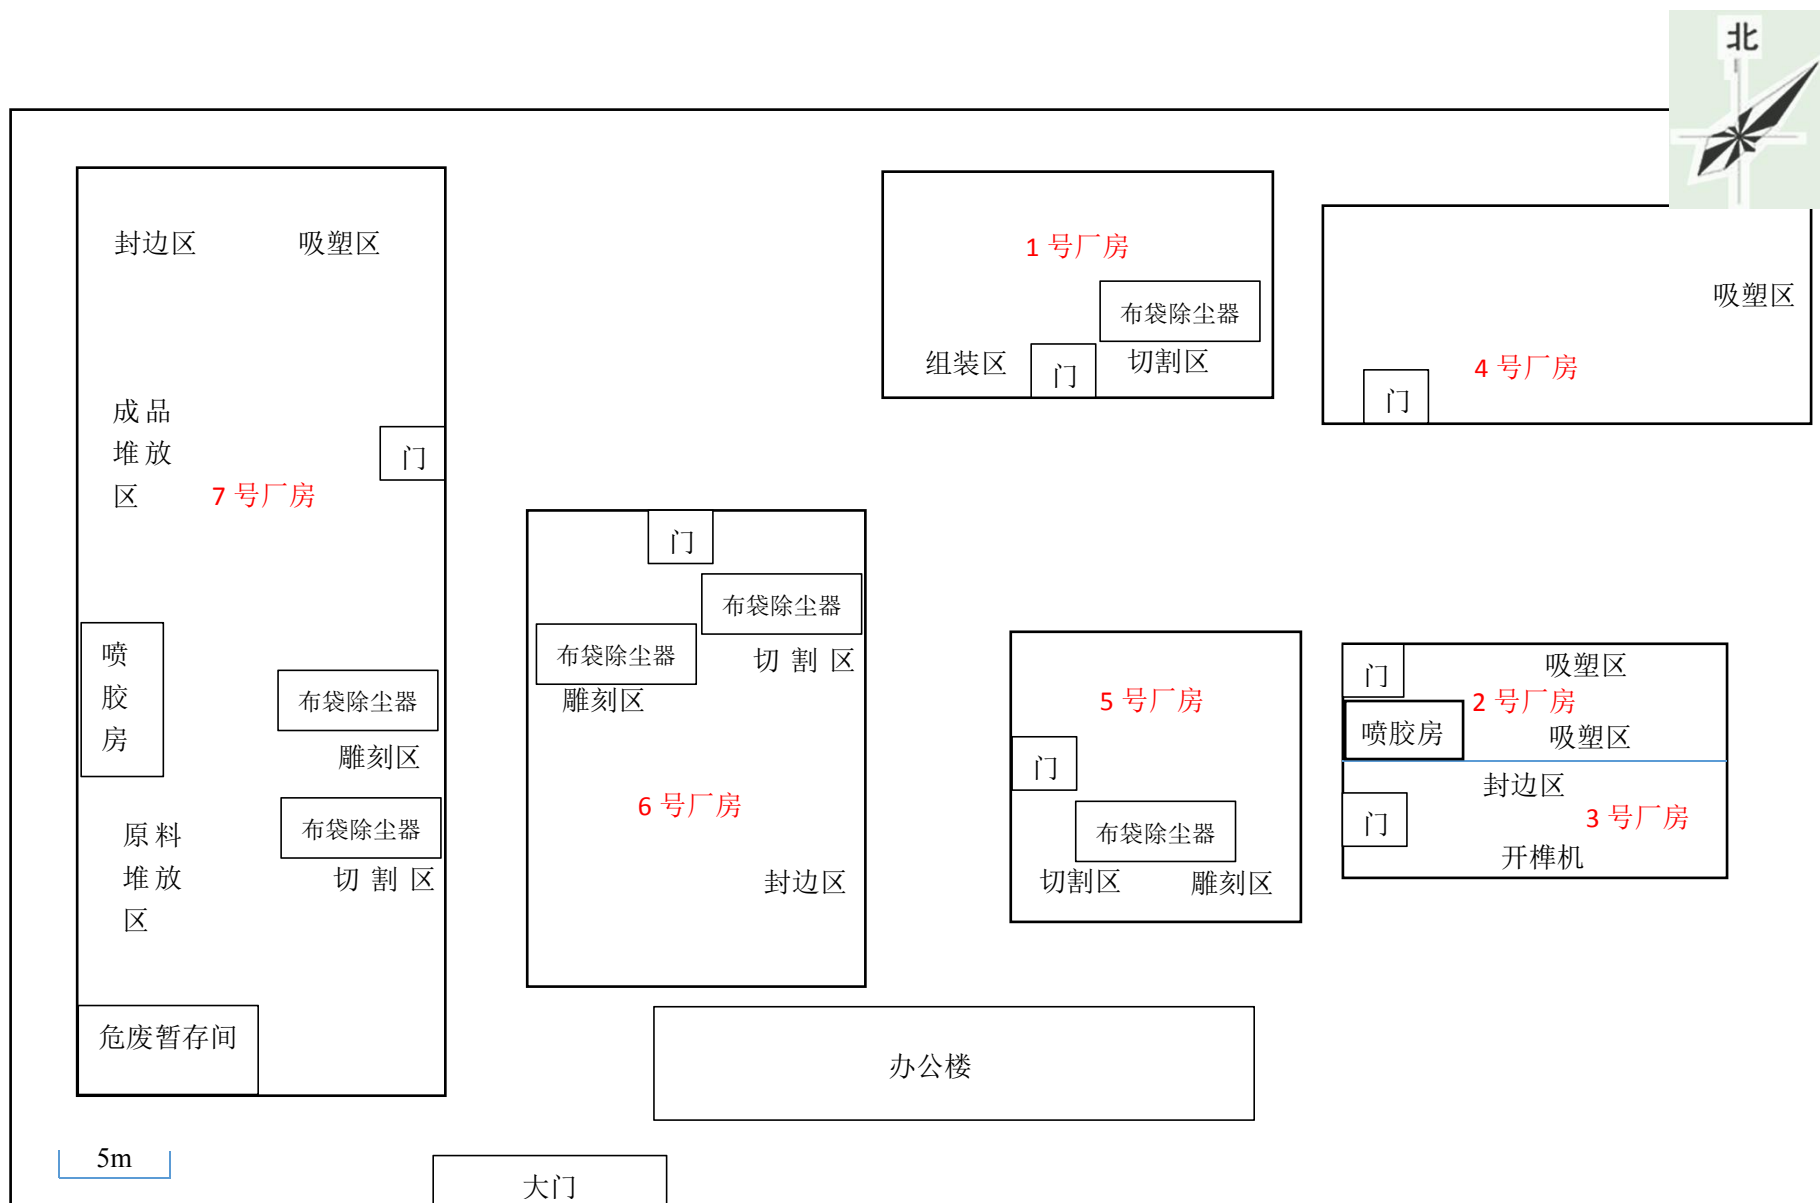 北
封边区
吸塑区
成品
堆放
区
门
7 号厂房
喷
胶
房
布袋除尘器
雕刻区
布袋除尘器
切 割 区
原料
堆放
区
危废暂存间
5m
门
布袋除尘器
切 割 区
布袋除尘器
雕刻区
6 号厂房
封边区
1 号厂房
布袋除尘器
组装区
门
切割区
吸塑区
4 号厂房
门
5 号厂房
门
布袋除尘器
切割区
雕刻区
门
吸塑区
2 号厂房
喷胶房
吸塑区
封边区
门
3 号厂房
开榫机
办公楼
大门